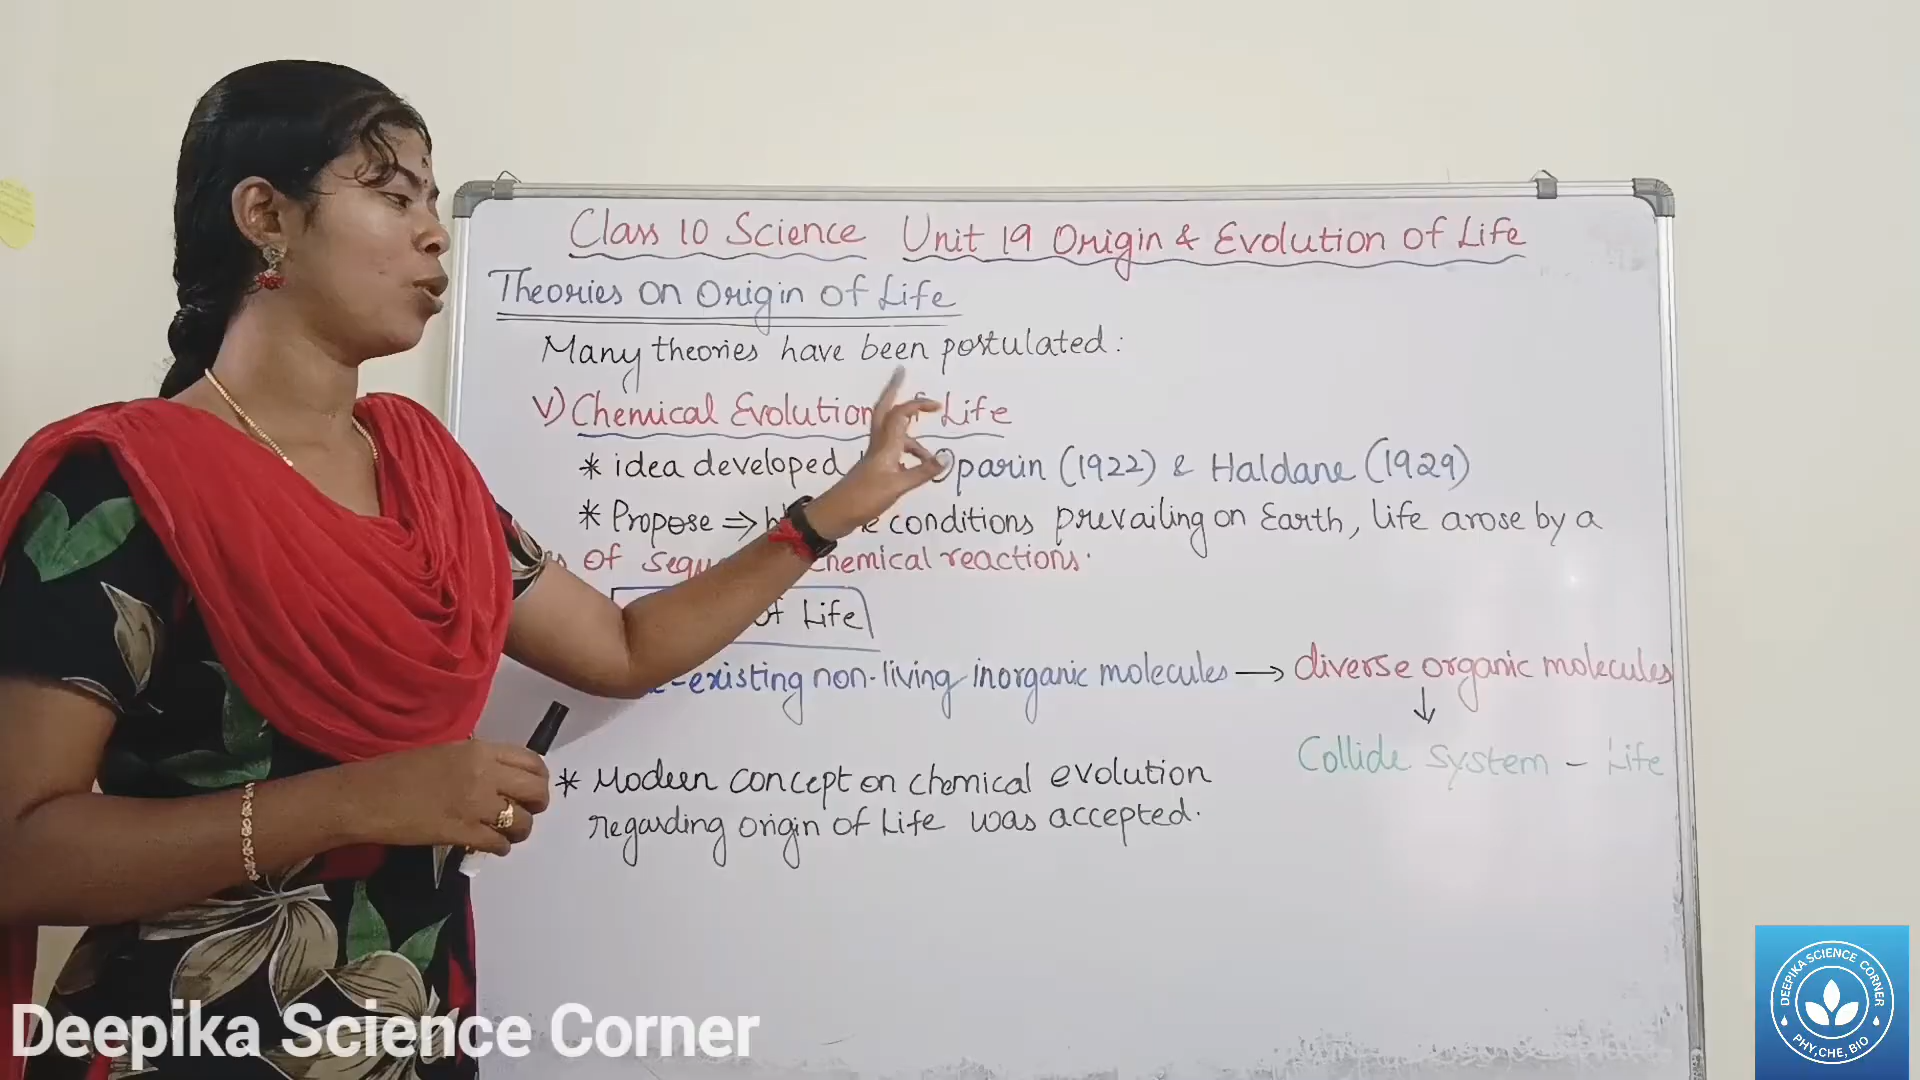 Class 10 Science Unit 19 Origin & Evolution of Life
Theories on Origin of Life
Many theories have been postulated:
V) Chemical Evolution of Life
* idea developed Oparin (1922) & Haldane (1929)
* Propose ⇒ conditions prevailing on Earth, life arose by a
of chemical reactions.
of Life
-existing non-living inorganic molecules → diverse organic molecules
↓
Collide system - Life
* Modern concept on chemical evolution
regarding origin of Life was accepted.
Deepika Science Corner
DEEPIKA SCIENCE CORNER
PHY, CHE, BIO